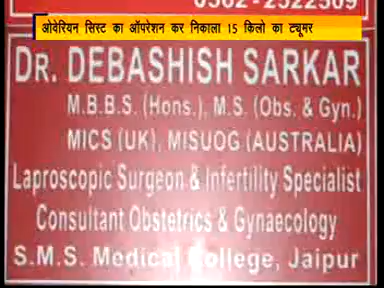 ओवेरियन सिस्ट का ऑपरेशन कर निकाला 15 किलो का ट्यूमर
DR. DEBASHISH SARKAR
M.B.B.S. (Hons.), M.S. (Obs. & Gyn.)
MICS (UK), MISUOG (AUSTRALIA)
Laproscopic Surgeon & Infertility Specialist
Consultant Obstetrics & Gynaecology
S.M.S. Medical College, Jaipur